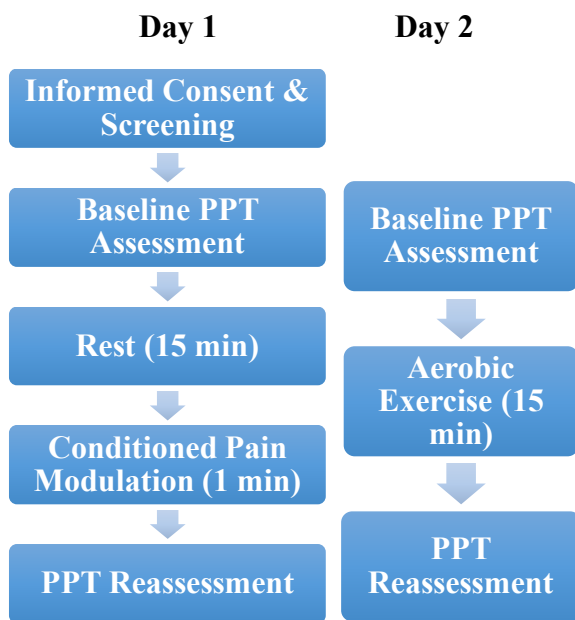 Day 1
Informed Consent &
Screening
Baseline PPT
Assessment
Rest (15 min)
Conditioned Pain
Modulation (1 min)
PPT Reassessment
Day 2
Baseline PPT
Assessment
Aerobic
Exercise (15
min)
PPT
Reassessment